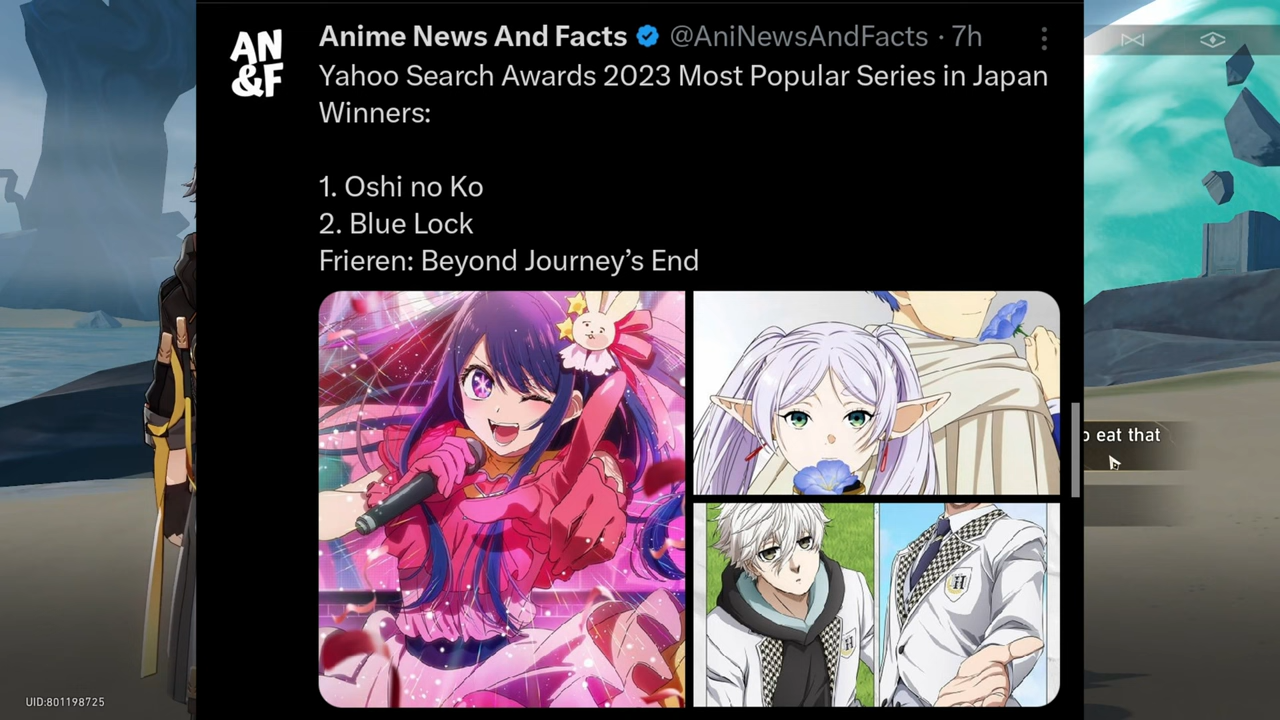 AN
&F
Anime News And Facts @AniNewsAndFacts · 7h
Yahoo Search Awards 2023 Most Popular Series in Japan
Winners:
1. Oshi no Ko
2. Blue Lock
Frieren: Beyond Journey’s End
H
H
eat that
UID:801198725